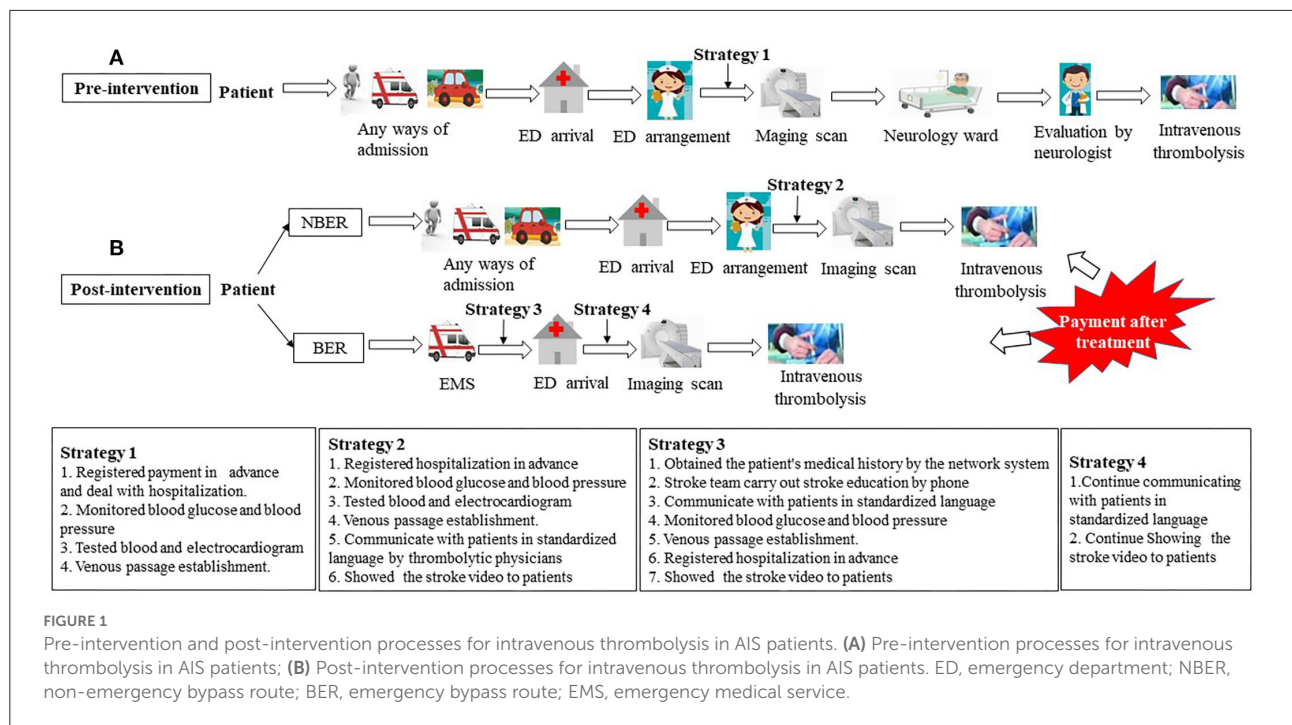 A
Pre-intervention
Patient
Strategy 1
Any ways of
admission
ED arrival
ED arrangement
Maging scan
Neurology ward
Evaluation by
neurologist
Intravenous
thrombolysis
B
Post-intervention
Patient
NBER
Strategy 2
Any ways of
admission
ED arrival
ED arrangement
Imaging scan
Intravenous
thrombolysis
BER
Strategy 3
Strategy 4
EMS
ED arrival
Imaging scan
Intravenous
thrombolysis
Payment after
treatment
Strategy 1
1. Registered payment in advance
and deal with hospitalization.
2. Monitored blood glucose and blood
pressure
3. Tested blood and electrocardiogram
4. Venous passage establishment.
Strategy 2
1. Registered hospitalization in advance
2. Monitored blood glucose and blood pressure
3. Tested blood and electrocardiogram
4. Venous passage establishment.
5. Communicate with patients in standardized
language by thrombolytic physicians
6. Showed the stroke video to patients
Strategy 3
1. Obtained the patient's medical history by the network system
2. Stroke team carry out stroke education by phone
3. Communicate with patients in standardized language
4. Monitored blood glucose and blood pressure
5. Venous passage establishment.
6. Registered hospitalization in advance
7. Showed the stroke video to patients
Strategy 4
1.Continue communicating
with patients in
standardized language
2. Continue Showing the
stroke video to patients
FIGURE 1
Pre-intervention and post-intervention processes for intravenous thrombolysis in AIS patients. (A) Pre-intervention processes for intravenous
thrombolysis in AIS patients; (B) Post-intervention processes for intravenous thrombolysis in AIS patients. ED, emergency department; NBER,
non-emergency bypass route; BER, emergency bypass route; EMS, emergency medical service.